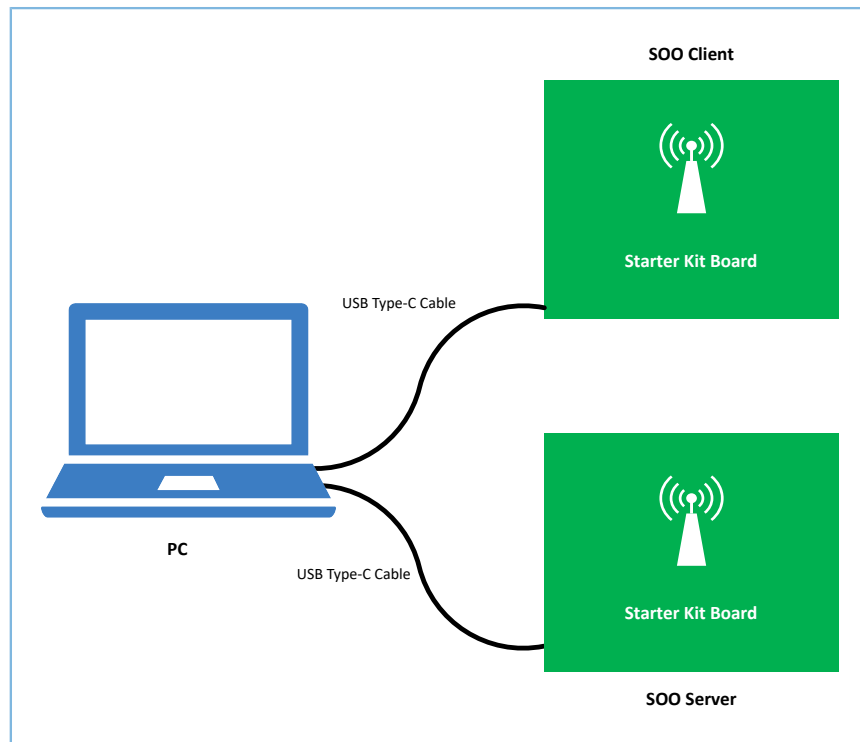 SOO Client
Starter Kit Board
USB Type-C Cable
PC
USB Type-C Cable
Starter Kit Board
SOO Server